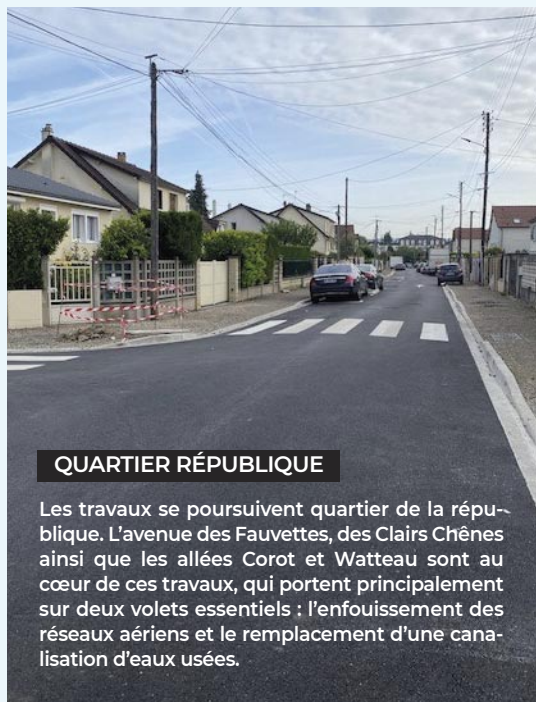 QUARTIER RÉPUBLIQUE
Les travaux se poursuivent quartier de la répu-
blique. L’avenue des Fauvettes, des Clairs Chênes
ainsi que les allées Corot et Watteau sont au
cœur de ces travaux, qui portent principalement
sur deux volets essentiels : l’enfouissement des
réseaux aériens et le remplacement d’une cana-
lisation d’eaux usées.